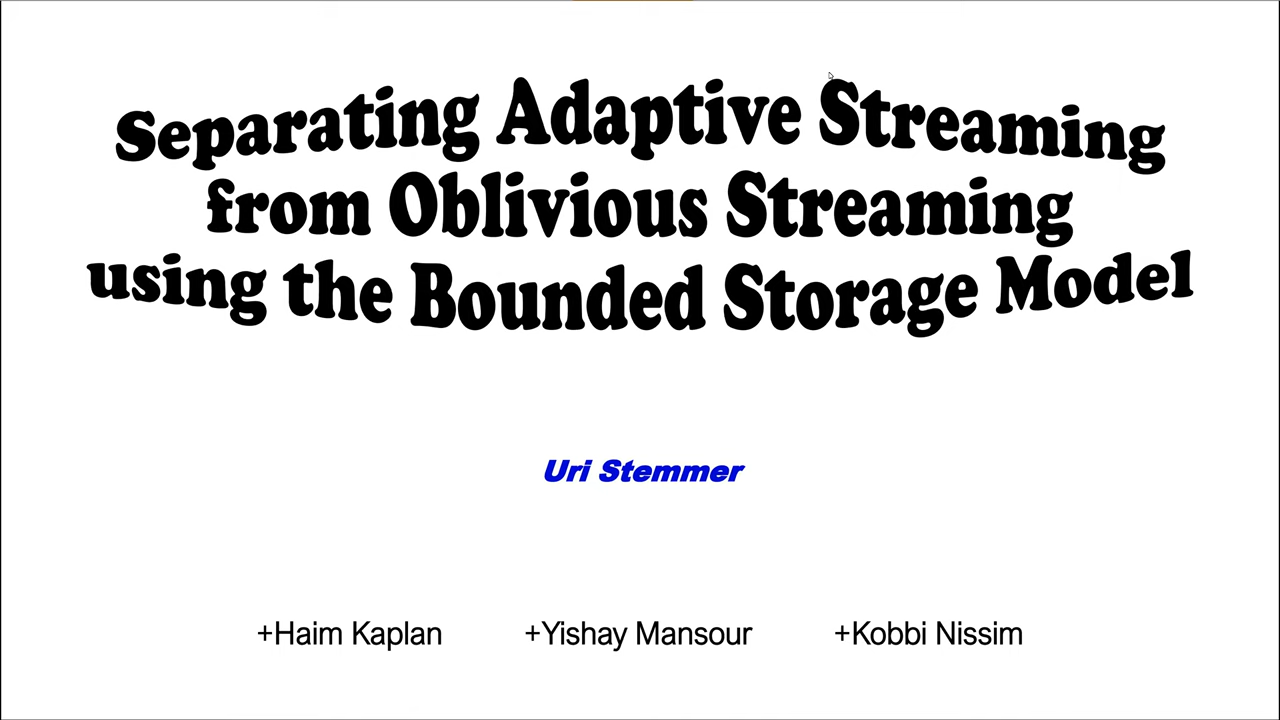 Separating Adaptive Streaming
from Oblivious Streaming
using the Bounded Storage Model
Uri Stemmer
+Haim Kaplan +Yishay Mansour +Kobbi Nissim